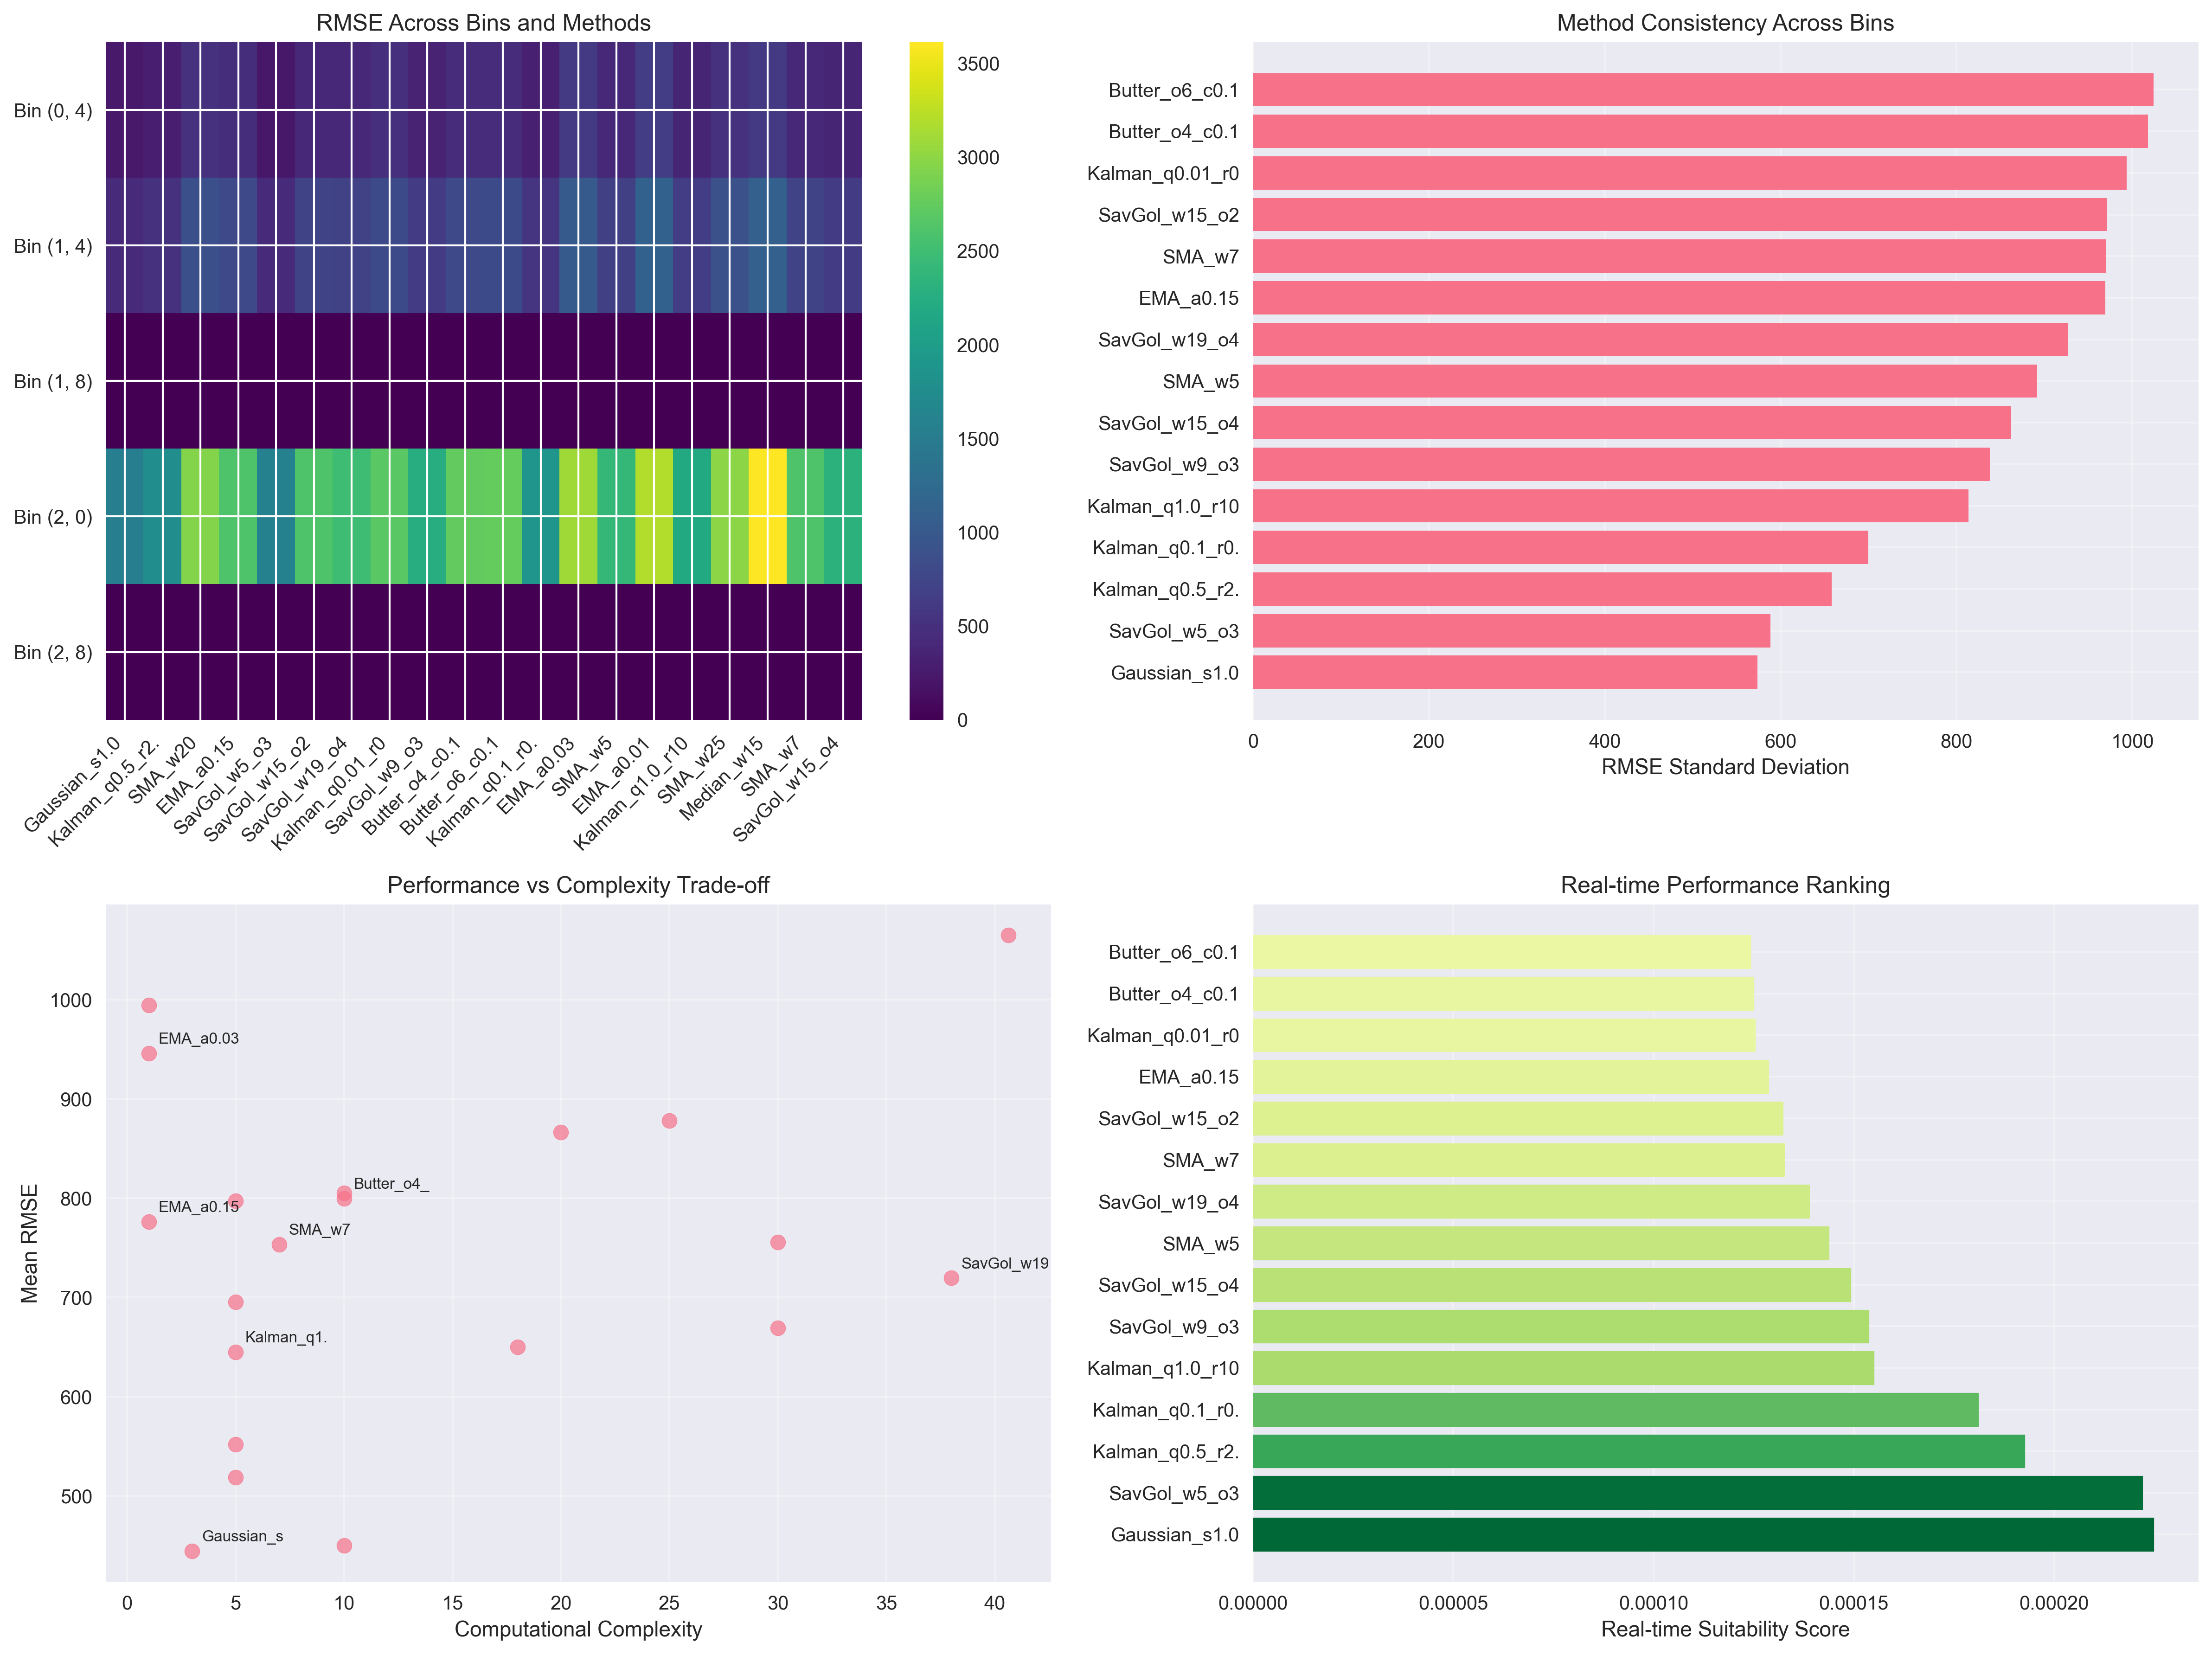 RMSE Across Bins and Methods
Bin (0, 4)
Bin (1, 4)
Bin (1, 8)
Bin (2, 0)
Bin (2, 8)
3500
3000
2500
2000
1500
1000
500
0
Gaussian_s1.0
Kalman_q0.5_r2.
SMA_w20
EMA_a0.15
SavGol_w5_o3
SavGol_w15_o2
SavGol_w19_o4
Kalman_q0.01_r0
SavGol_w9_o3
Butter_o4_c0.1
Butter_o6_c0.1
Kalman_q0.1_r0.
EMA_a0.03
SMA_w5
EMA_a0.01
Kalman_q1.0_r10
SMA_w25
Median_w15
SMA_w7
SavGol_w15_o4
Method Consistency Across Bins
Butter_o6_c0.1
Butter_o4_c0.1
Kalman_q0.01_r0
SavGol_w15_o2
SMA_w7
EMA_a0.15
SavGol_w19_o4
SMA_w5
SavGol_w15_o4
SavGol_w9_o3
Kalman_q1.0_r10
Kalman_q0.1_r0.
Kalman_q0.5_r2.
SavGol_w5_o3
Gaussian_s1.0
0 200 400 600 800 1000
RMSE Standard Deviation
Performance vs Complexity Trade-off
Mean RMSE
1000
900
800
700
600
500
EMA_a0.03
Butter_o4_
EMA_a0.15
SMA_w7
SavGol_w19
Kalman_q1.
Gaussian_s
0 5 10 15 20 25 30 35 40
Computational Complexity
Real-time Performance Ranking
Butter_o6_c0.1
Butter_o4_c0.1
Kalman_q0.01_r0
EMA_a0.15
SavGol_w15_o2
SMA_w7
SavGol_w19_o4
SMA_w5
SavGol_w15_o4
SavGol_w9_o3
Kalman_q1.0_r10
Kalman_q0.1_r0.
Kalman_q0.5_r2.
SavGol_w5_o3
Gaussian_s1.0
0.00000 0.00005 0.00010 0.00015 0.00020
Real-time Suitability Score